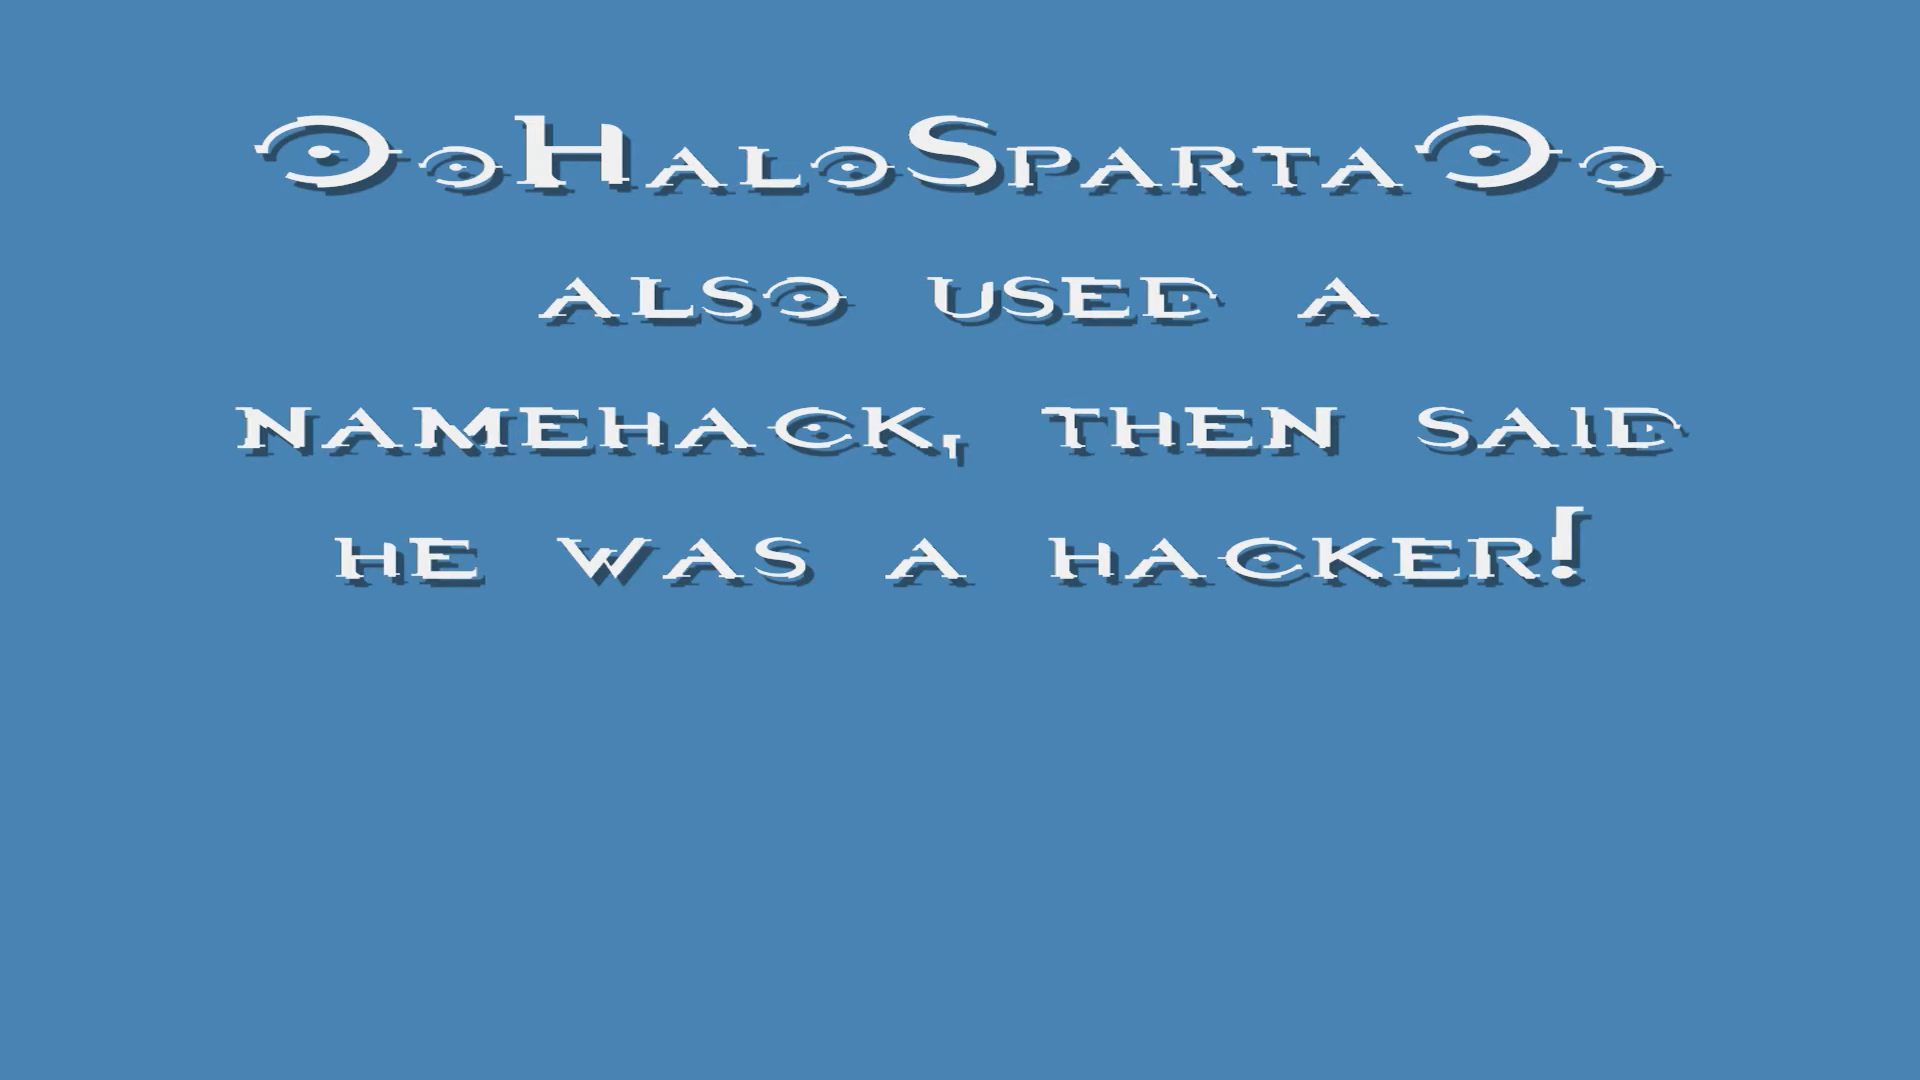 OoHaloSpartaOo
also used a
namehack, then said
he was a hacker!